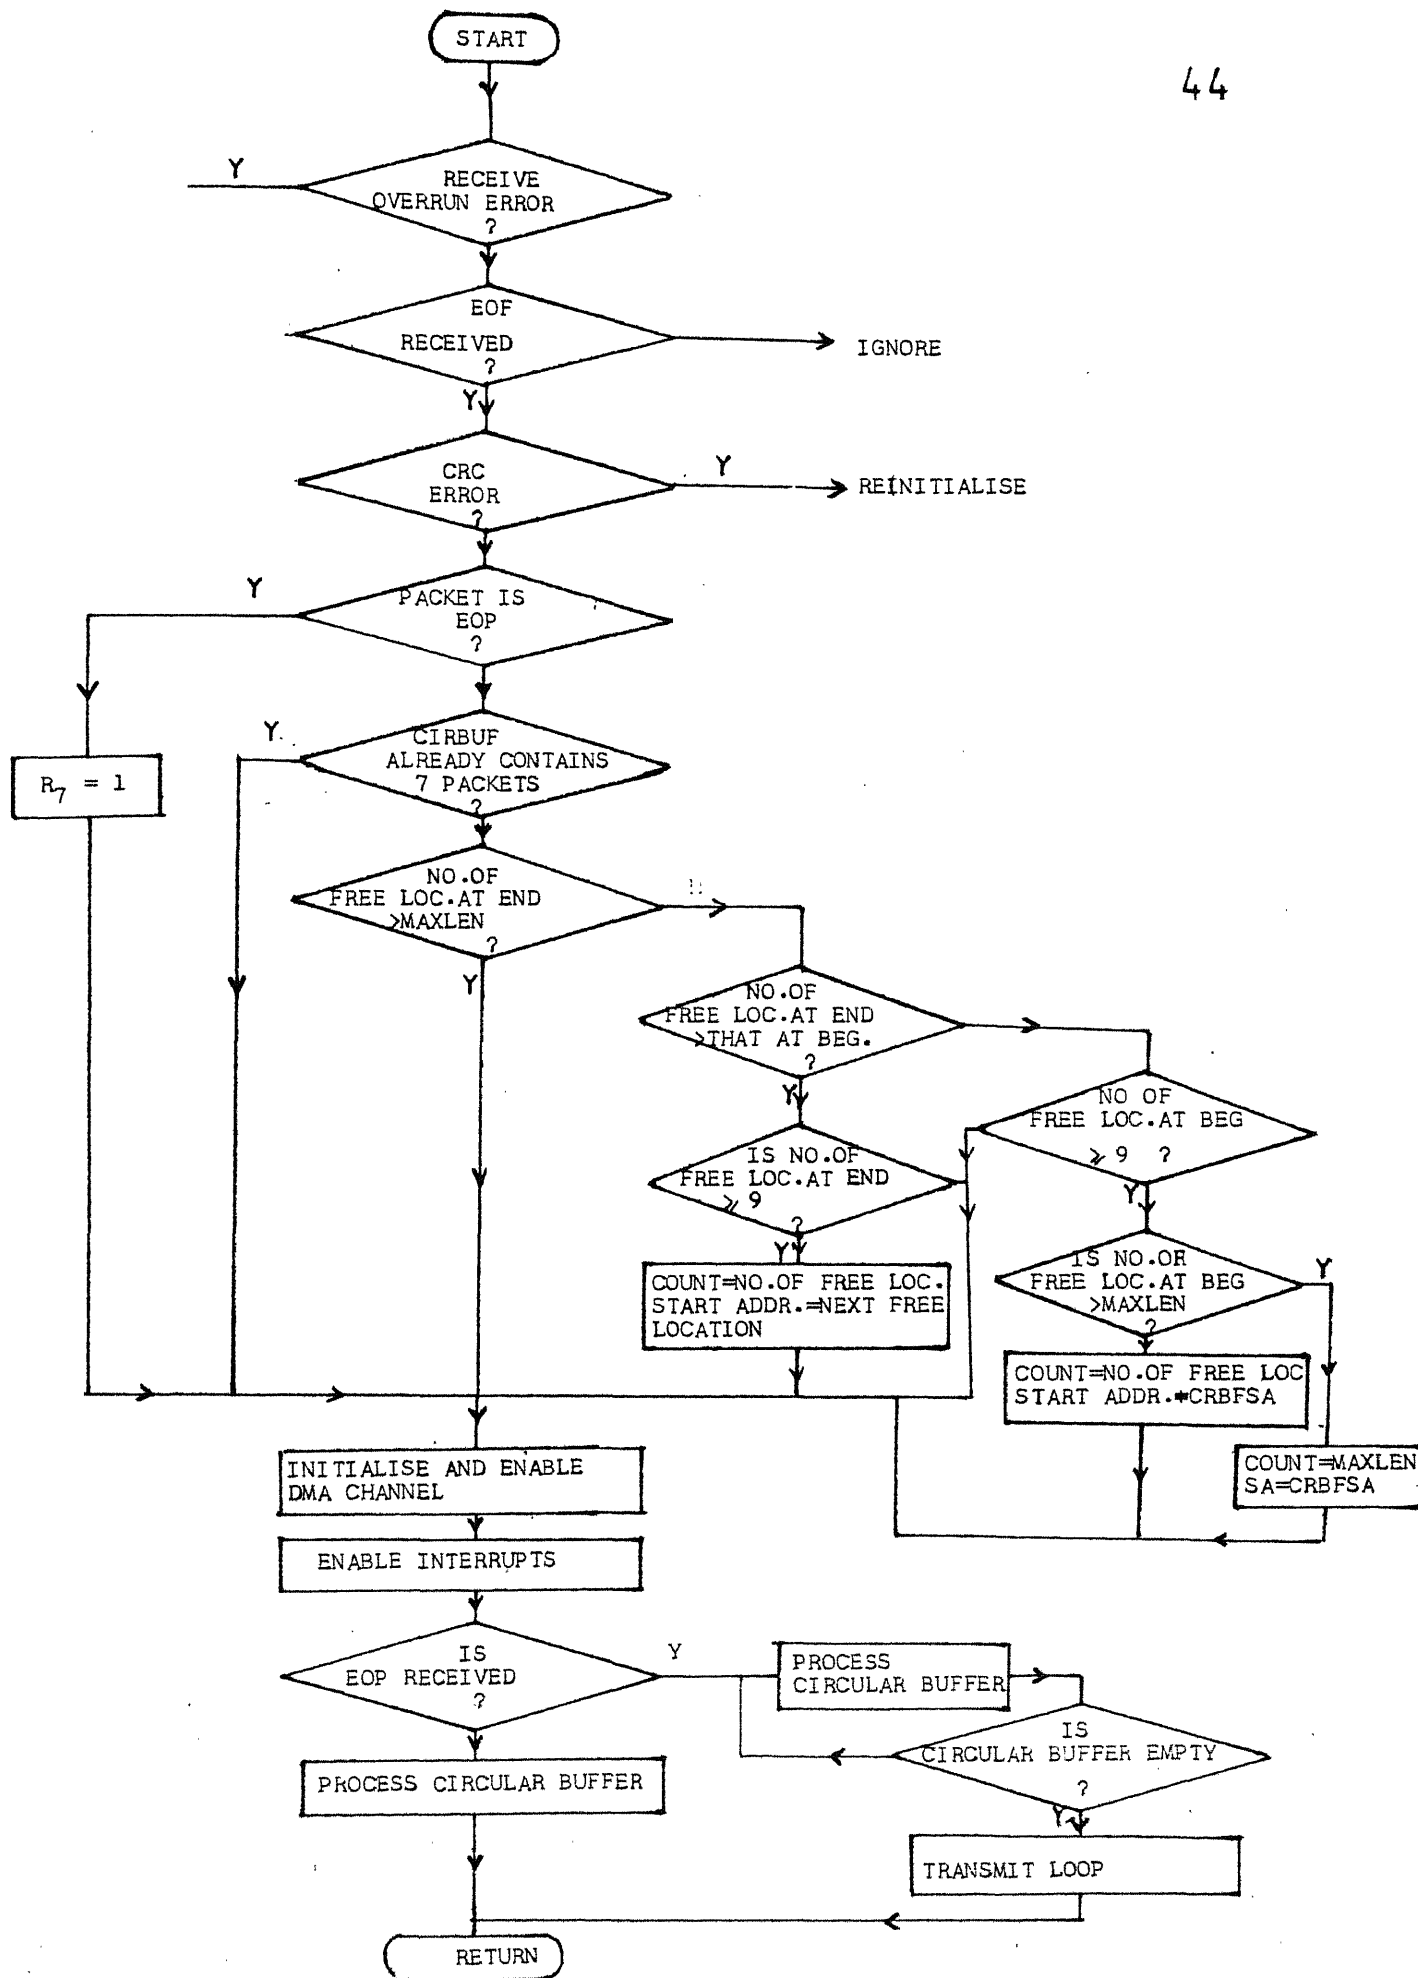 START
44
Y
RECEIVE
OVERRUN ERROR
?
EOF
RECEIVED
?
IGNORE
Y
CRC
ERROR
?
Y
REINITIALISE
Y
PACKET IS
EOP
?
Y
CIRBUF
ALREADY CONTAINS
7 PACKETS
?
R7 = 1
NO.OF
FREE LOC.AT END
>MAXLEN
?
Y
NO.OF
FREE LOC.AT END
>THAT AT BEG.
?
Y
NO OF
FREE LOC.AT BEG
⩾ 9 ?
Y
IS NO.OF
FREE LOC.AT END
⩾ 9
?
Y
IS NO.OF
FREE LOC.AT BEG
>MAXLEN
?
Y
COUNT=NO.OF FREE LOC.
START ADDR.=NEXT FREE
LOCATION
COUNT=NO.OF FREE LOC
START ADDR.=CRBFSA
COUNT=MAXLEN
SA=CRBFSA
INITIALISE AND ENABLE
DMA CHANNEL
ENABLE INTERRUPTS
IS
EOP RECEIVED
?
Y
PROCESS
CIRCULAR BUFFER
IS
CIRCULAR BUFFER EMPTY
?
Y
PROCESS CIRCULAR BUFFER
TRANSMIT LOOP
RETURN